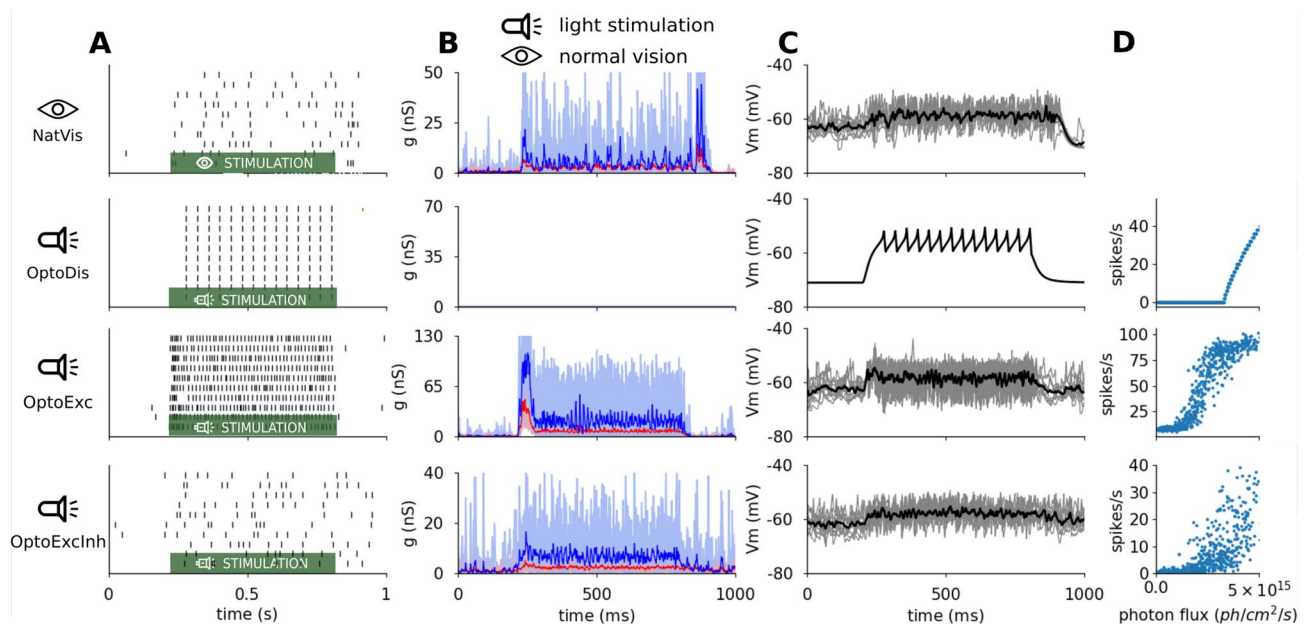 A
B
light stimulation
normal vision
C
D
NatVis
STIMULATION
g (nS)
50
25
0
Vm (mV)
-40
-60
-80
OptoDis
STIMULATION
g (nS)
70
35
0
Vm (mV)
-40
-60
-80
spikes/s
40
20
0
OptoExc
STIMULATION
g (nS)
130
65
0
Vm (mV)
-40
-60
-80
spikes/s
100
75
50
25
OptoExcInh
STIMULATION
0
1
time (s)
g (nS)
40
20
0
0
500
1000
time (ms)
Vm (mV)
-40
-60
-80
0
500
1000
time (ms)
spikes/s
40
30
20
10
0
0.0
5 × 10¹⁵
photon flux (ph/cm²/s)